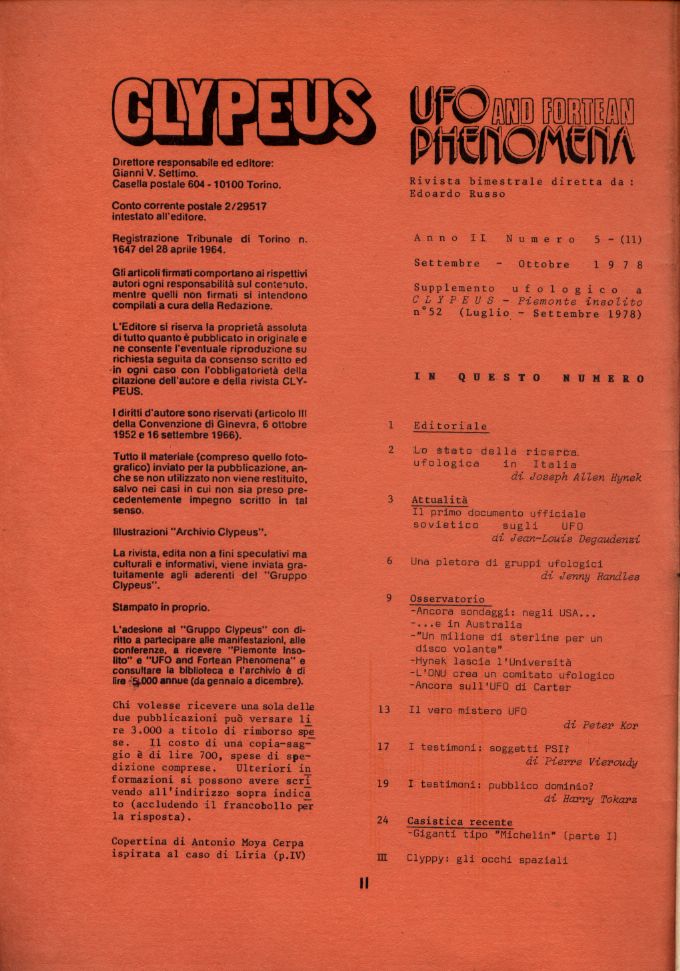 CLYPEUS
Direttore responsabile ed editore:
Gianni V. Settimo.
Casella postale 604 - 10100 Torino.
Conto corrente postale 2/29517
intestato all'editore.
Registrazione Tribunale di Torino n.
1647 del 28 aprile 1964.
Gli articoli firmati comportano ai rispettivi
autori ogni responsabilità sul contenuto,
mentre quelli non firmati si intendono
compilati a cura della Redazione.
L'Editore si riserva la proprietà assoluta
di tutto quanto è pubblicato in originale e
ne consente l'eventuale riproduzione su
richiesta seguita da consenso scritto ed
in ogni caso con l'obbligatorietà della
citazione dell'autore e della rivista CLY-
PEUS.
I diritti d'autore sono riservati (articolo III
della Convenzione di Ginevra, 6 ottobre
1952 e 16 settembre 1966).
Tutto il materiale (compreso quello foto-
grafico) inviato per la pubblicazione, an-
che se non utilizzato non viene restituito,
salvo nei casi in cui non sia preso pre-
cedentemente impegno scritto in tal
senso.
Illustrazioni "Archivio Clypeus".
La rivista, edita non a fini speculativi ma
culturali e informativi, viene inviata gra-
tuitamente agli aderenti del "Gruppo
Clypeus".
Stampato in proprio.
L'adesione al "Gruppo Clypeus" con di-
ritto a partecipare alle manifestazioni, alle
conferenze, a ricevere "Piemonte Inso-
lito" e "UFO and Fortean Phenomena" e
consultare la biblioteca e l'archivio è di
lire 5.000 annue (da gennaio a dicembre).
Chi volesse ricevere una sola delle
due pubblicazioni può versare li
re 3.000 a titolo di rimborso spe
se. Il costo di una copia-sag-
gio è di lire 700, spese di spe-
dizione comprese. Ulteriori in
formazioni si possono avere scri
vendo all'indirizzo sopra indica
to (accludendo il francobollo per
la risposta).
Copertina di Antonio Moya Cerpa
ispirata al caso di Liria (p.IV)
UFO AND FORTEAN
PHENOMENA
Rivista bimestrale diretta da:
Edoardo Russo
Anno II Numero 5-(11)
Settembre - Ottobre 1978
Supplemento ufologico a
CLYPEUS - Piemonte insolito
n°52 (Luglio - Settembre 1978)
IN QUESTO NUMERO
1 Editoriale
2 Lo stato della ricerca
ufologica in Italia
di Joseph Allen Hynek
3 Attualità
Il primo documento ufficiale
sovietico sugli UFO
di Jean-Louis Degaudenzi
6 Una pletora di gruppi ufologici
di Jenny Randles
9 Osservatorio
-Ancora sondaggi: negli USA...
-...e in Australia
-"Un milione di sterline per un
disco volante"
-Hynek lascia l'Università
-L'ONU crea un comitato ufologico
-Ancora sull'UFO di Carter
13 Il vero mistero UFO
di Peter Kor
17 I testimoni: soggetti PSI?
di Pierre Vieroudy
19 I testimoni: pubblico dominio?
di Harry Tokarz
24 Casistica recente
-Giganti tipo "Michelin" (parte I)
III Clyppy: gli occhi spaziali
II